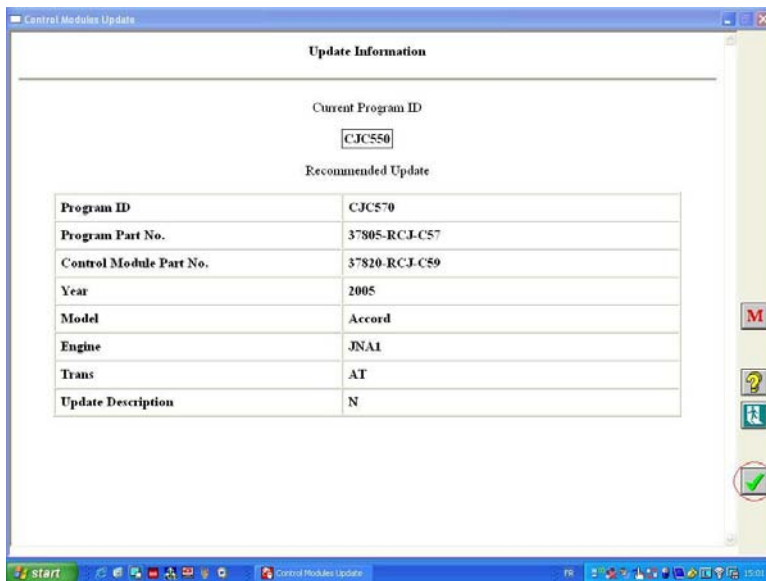 Control Modules Update
Update Information
Current Program ID
CJC550
Recommended Update
Program ID CJC570
Program Part No. 37805-RCJ-C57
Control Module Part No. 37820-RCJ-C59
Year 2005
Model Accord
Engine JNA1
Trans AT
Update Description N
M
?
start Control Modules Update FR 15:01